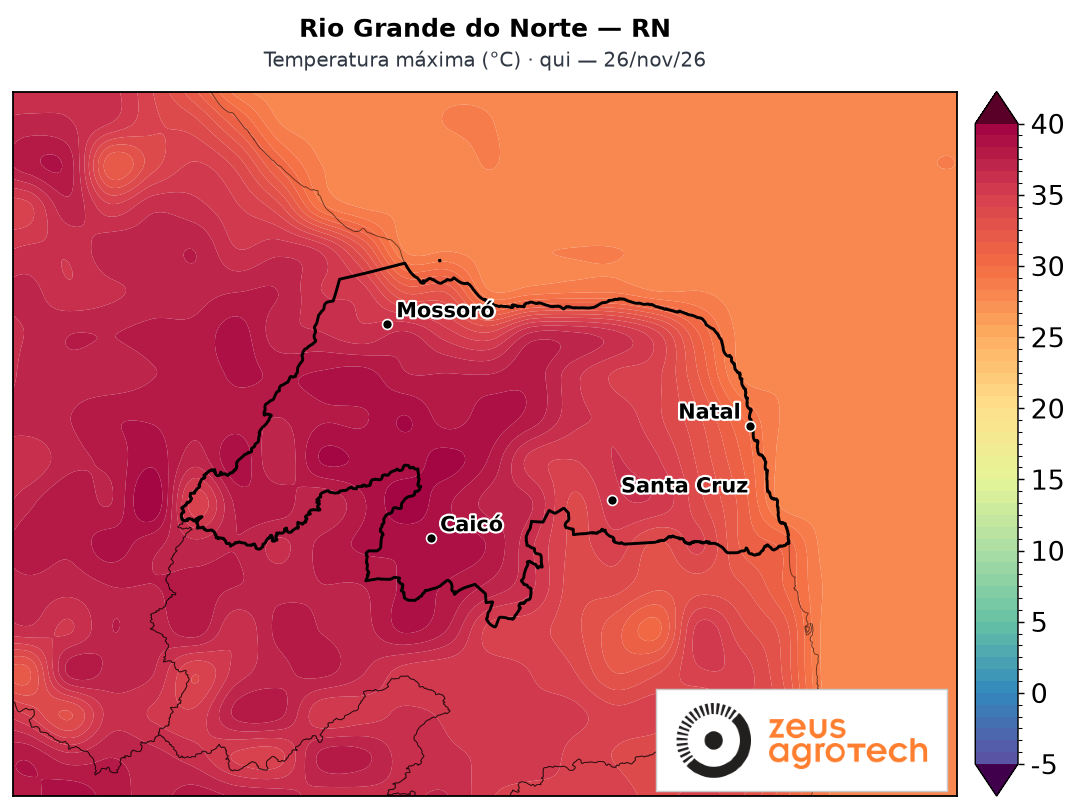 Rio Grande do Norte — RN
Temperatura máxima (°C) · qui — 26/nov/26
Mossoró
Natal
Santa Cruz
Caicó
40
35
30
25
20
15
10
5
0
-5
zeus
agrotech